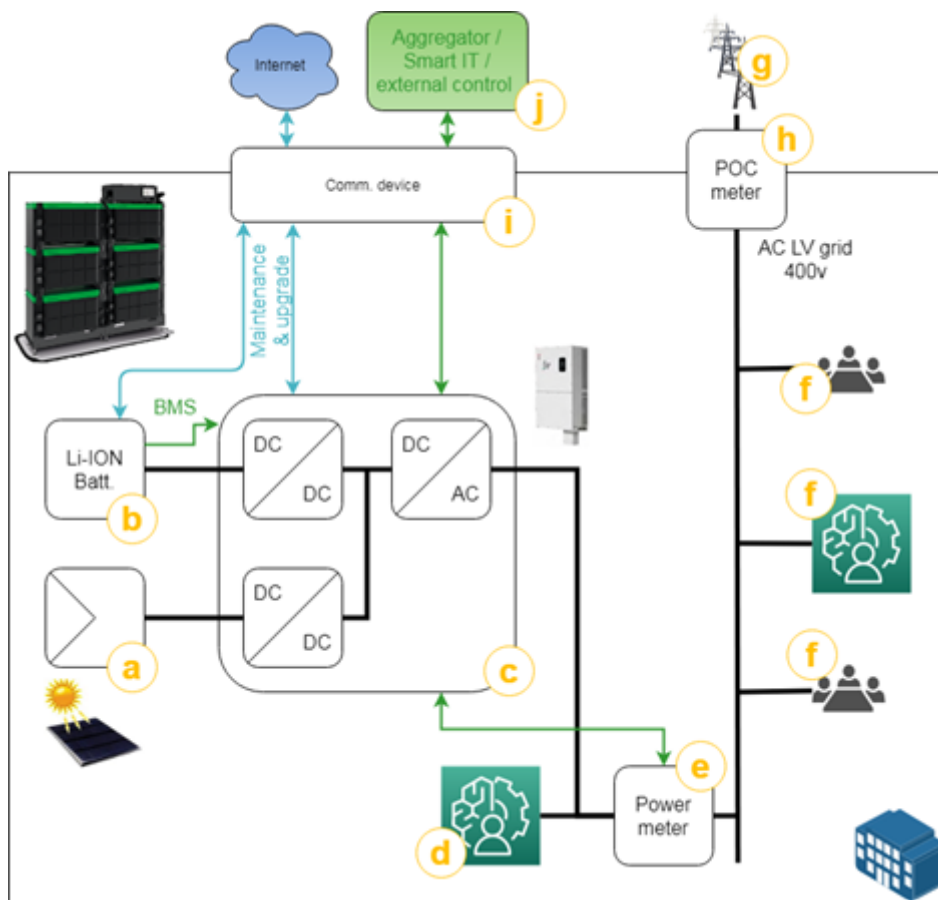 Internet
Aggregator /
Smart IT /
external control
j
g
h
POC
meter
Comm. device
i
AC LV grid
400v
Maintenance
& upgrade
f
BMS
Li-ION
Batt.
b
DC
DC
DC
AC
f
DC
DC
a
c
f
e
Power
meter
d